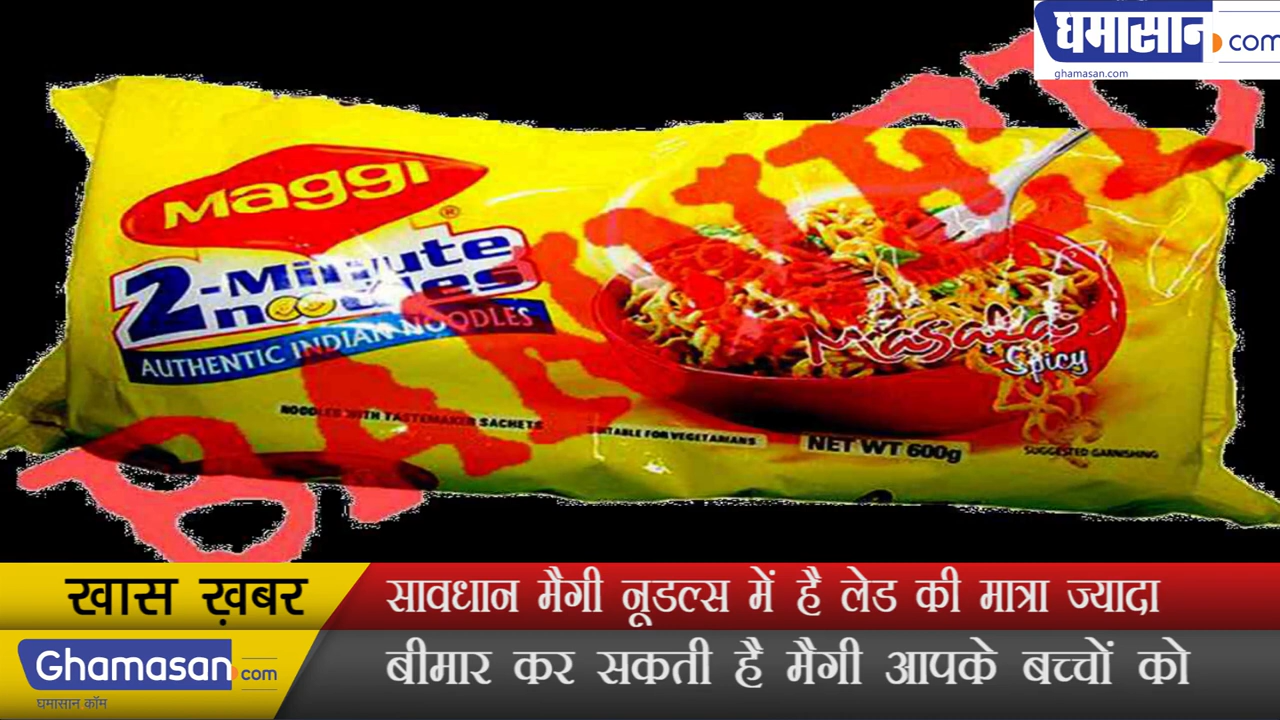 घमासान.com
ghamasan.com
BANNED
Maggi®
2-Minute
noodles
AUTHENTIC INDIAN NOODLES
Masala
Spicy
NOODLES WITH TASTEMAKER SACHETS
SUITABLE FOR VEGETARIANS
NET WT 600g
SUGGESTED GARNISHING
खास ख़बर
सावधान मैगी नूडल्स में है लेड की मात्रा ज्यादा
Ghamasan.com
घमासान कॉम
बीमार कर सकती है मैगी आपके बच्चों को